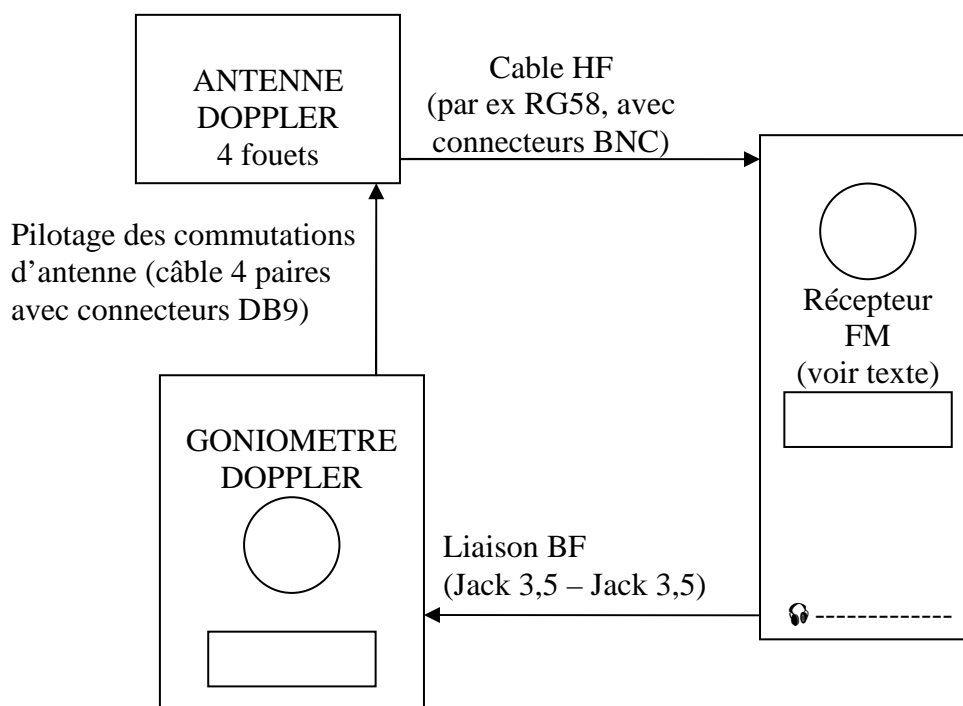 ANTENNE
DOPPLER
4 fouets
Cable HF
(par ex RG58, avec
connecteurs BNC)
Pilotage des commutations
d’antenne (câble 4 paires
avec connecteurs DB9)
Récepteur
FM
(voir texte)
GONIOMETRE
DOPPLER
Liaison BF
(Jack 3,5 – Jack 3,5)